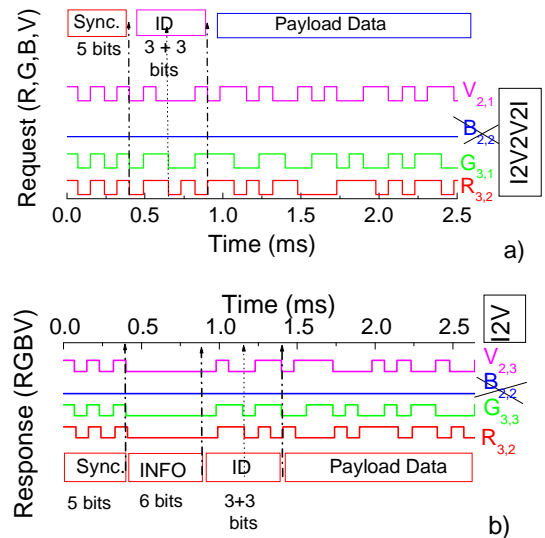 Sync.
ID
Payload Data
5 bits
3 + 3
bits
Request (R,G,B,V)
V2,1
B2,2
G3,1
R3,2
I2V2V2I
0.0 0.5 1.0 1.5 2.0 2.5
Time (ms)
a)
Time (ms)
I2V
0.0 0.5 1.0 1.5 2.0 2.5
Response (RGBV)
V2,3
B2,2
G3,3
R3,2
Sync. INFO ID Payload Data
5 bits 6 bits 3+3
bits
b)